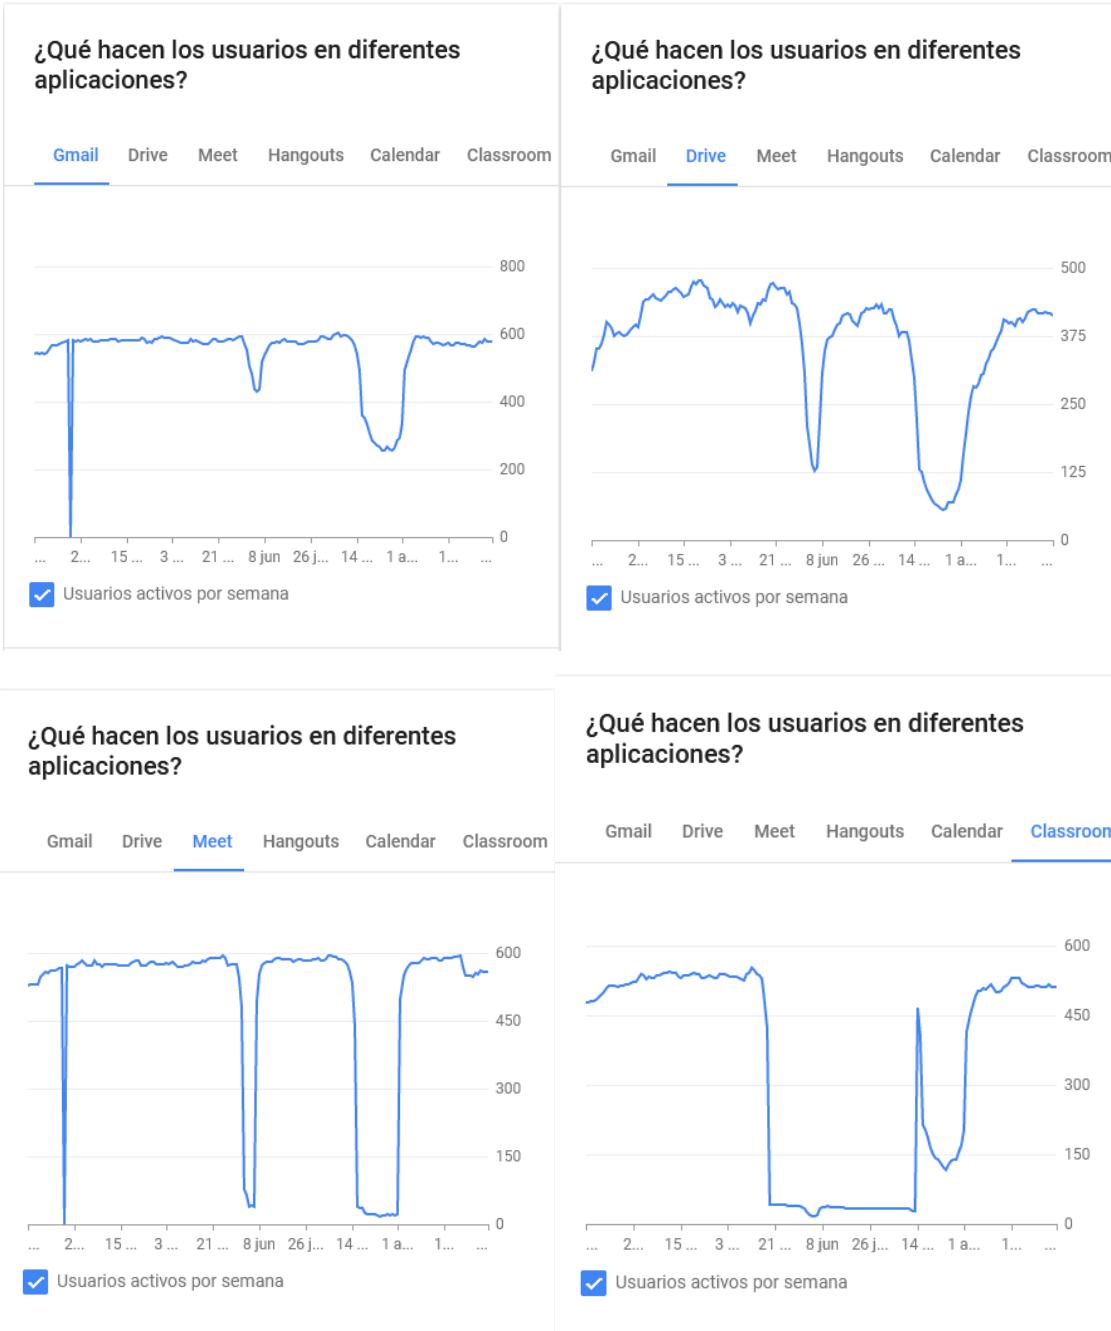 ¿Qué hacen los usuarios en diferentes
aplicaciones?
Gmail Drive Meet Hangouts Calendar Classroom
800
600
400
200
0
... 2... 15 ... 3 ... 21 ... 8 jun 26 j... 14 ... 1 a... 1... ...
Usuarios activos por semana
¿Qué hacen los usuarios en diferentes
aplicaciones?
Gmail Drive Meet Hangouts Calendar Classroom
500
375
250
125
0
... 2... 15 ... 3 ... 21 ... 8 jun 26 ... 14 ... 1 a... 1... ...
Usuarios activos por semana
¿Qué hacen los usuarios en diferentes
aplicaciones?
Gmail Drive Meet Hangouts Calendar Classroom
600
450
300
150
0
... 2... 15 ... 3 ... 21 ... 8 jun 26 j... 14 ... 1 a... 1... ...
Usuarios activos por semana
¿Qué hacen los usuarios en diferentes
aplicaciones?
Gmail Drive Meet Hangouts Calendar Classroom
600
450
300
150
0
... 2... 15 ... 3 ... 21 ... 8 jun 26 j... 14 ... 1 a... 1... ...
Usuarios activos por semana